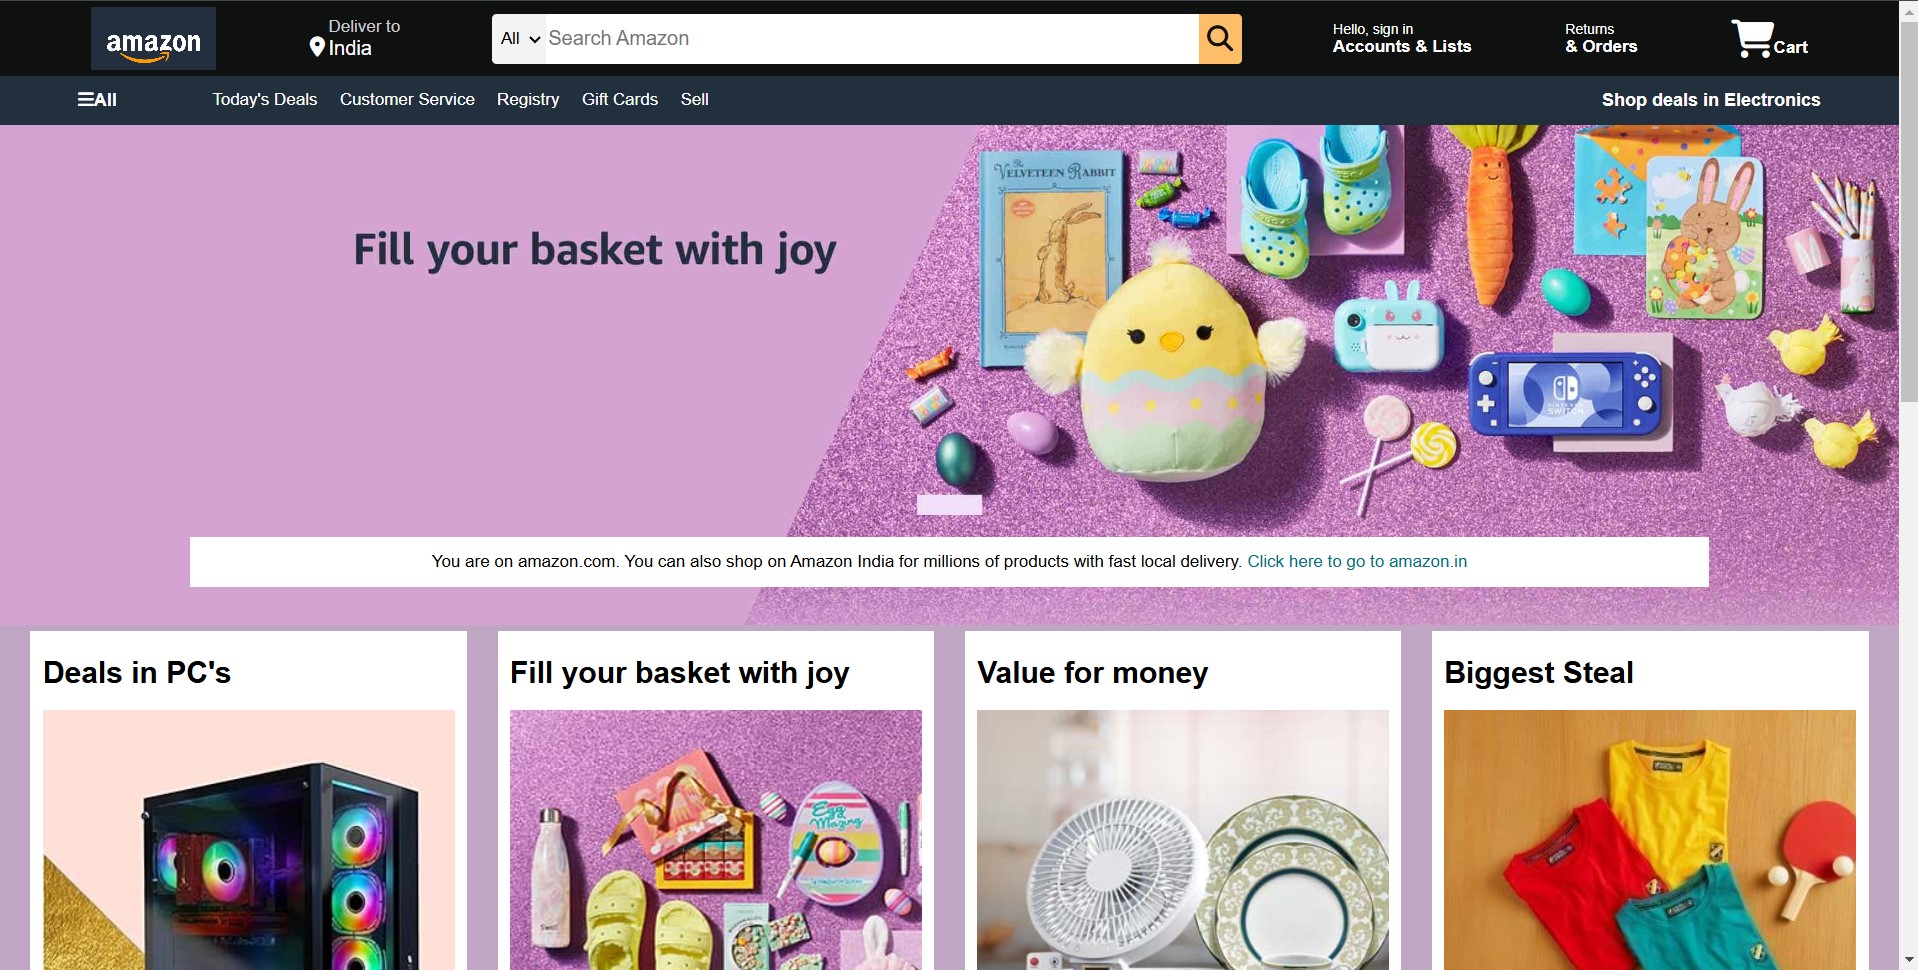 amazon
Deliver to
India
All
Search Amazon
Hello, sign in
Accounts & Lists
Returns
& Orders
Cart
All
Today's Deals
Customer Service
Registry
Gift Cards
Sell
Shop deals in Electronics
The
VELVETEEN RABBIT
Fill your basket with joy
NINTENDO
SWITCH
You are on amazon.com. You can also shop on Amazon India for millions of products with fast local delivery. Click here to go to amazon.in
Deals in PC's
Fill your basket with joy
Value for money
Biggest Steal
Egg
Mazing